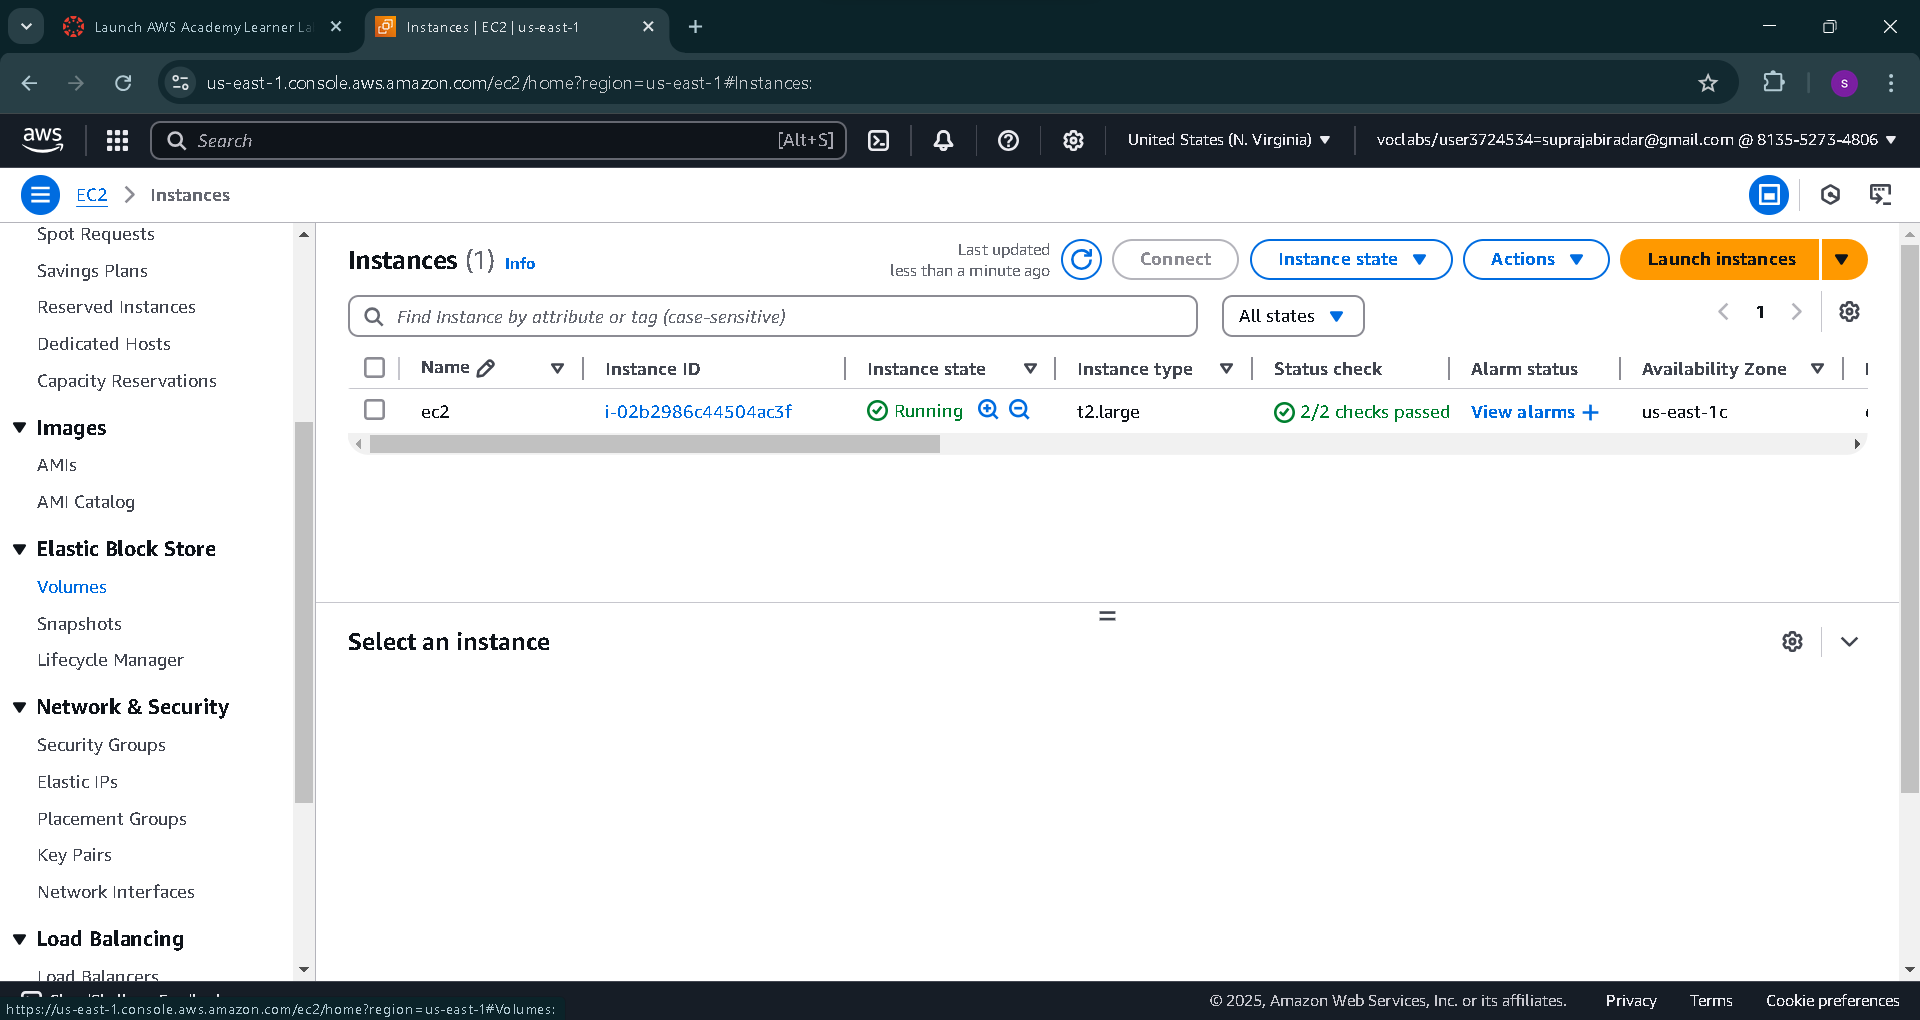 Launch AWS Academy Learner La
Instances | EC2 | us-east-1
us-east-1.console.aws.amazon.com/ec2/home?region=us-east-1#Instances:
S
aws
Search
[Alt+S]
United States (N. Virginia)
voclabs/user3724534=suprajabiradar@gmail.com @ 8135-5273-4806
EC2
Instances
Spot Requests
Savings Plans
Reserved Instances
Dedicated Hosts
Capacity Reservations
Images
AMIs
AMI Catalog
Elastic Block Store
Volumes
Snapshots
Lifecycle Manager
Network & Security
Security Groups
Elastic IPs
Placement Groups
Key Pairs
Network Interfaces
Load Balancing
Load Balancers
Instances (1) Info
Last updated
less than a minute ago
Connect
Instance state
Actions
Launch instances
Find Instance by attribute or tag (case-sensitive)
All states
1
Name Instance ID Instance state Instance type Status check Alarm status Availability Zone
ec2 i-02b2986c44504ac3f Running t2.large 2/2 checks passed View alarms + us-east-1c
Select an instance
https://us-east-1.console.aws.amazon.com/ec2/home?region=us-east-1#Volumes:
© 2025, Amazon Web Services, Inc. or its affiliates.
Privacy
Terms
Cookie preferences